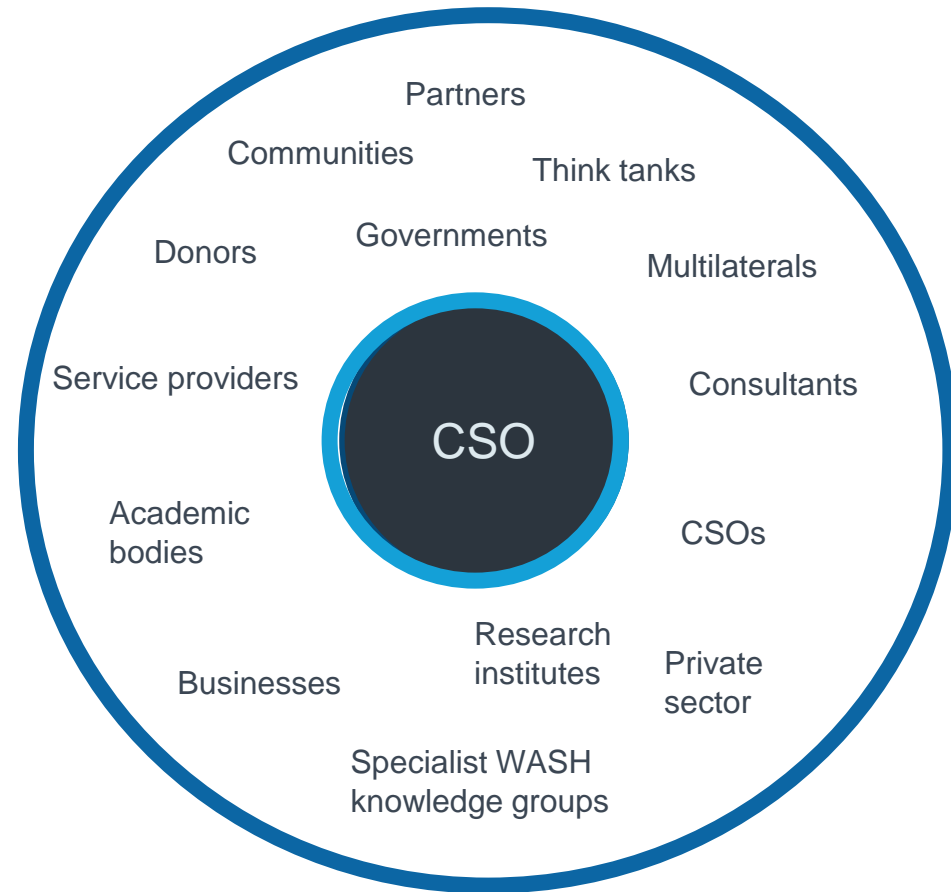 Partners
Communities
Think tanks
Governments
Donors
Multilaterals
Service providers
Consultants
CSO
Academic
bodies
CSOs
Research
institutes
Private
sector
Businesses
Specialist WASH
knowledge groups